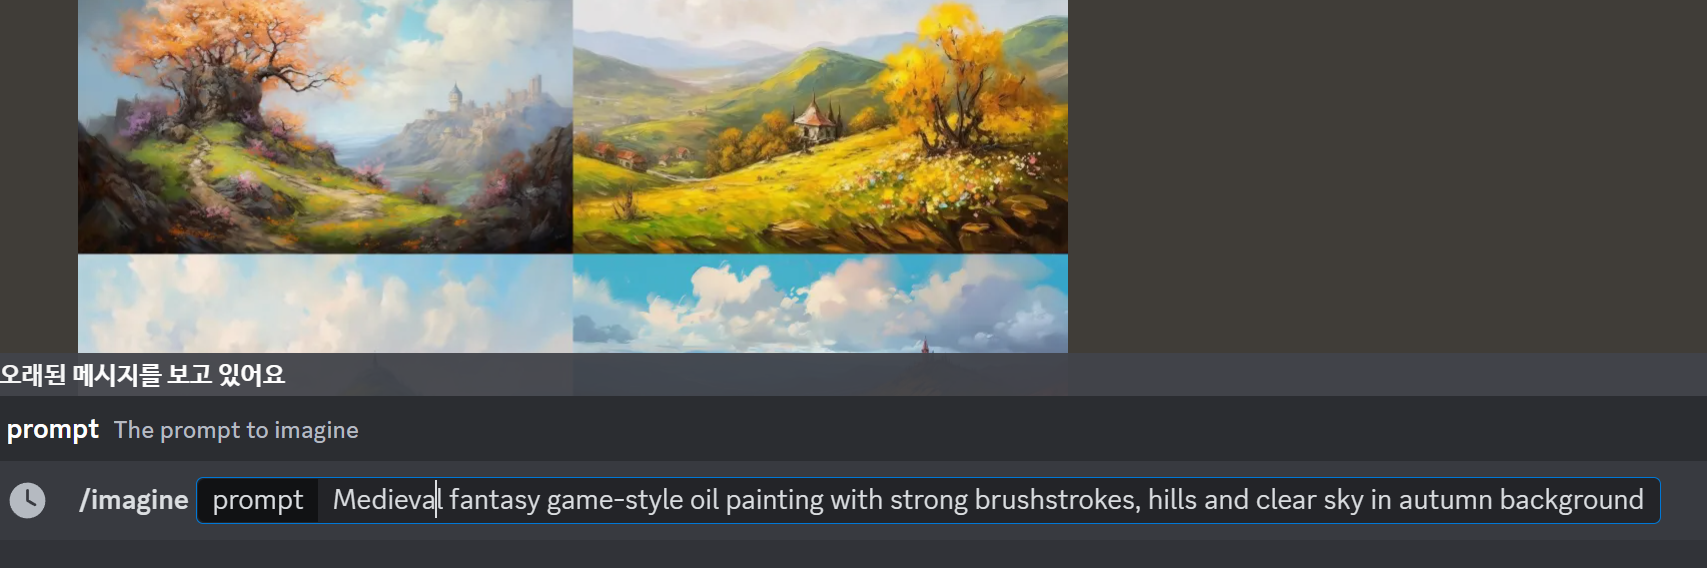 오래된 메시지를 보고 있어요
prompt The prompt to imagine
/imagine prompt Medieval fantasy game-style oil painting with strong brushstrokes, hills and clear sky in autumn background